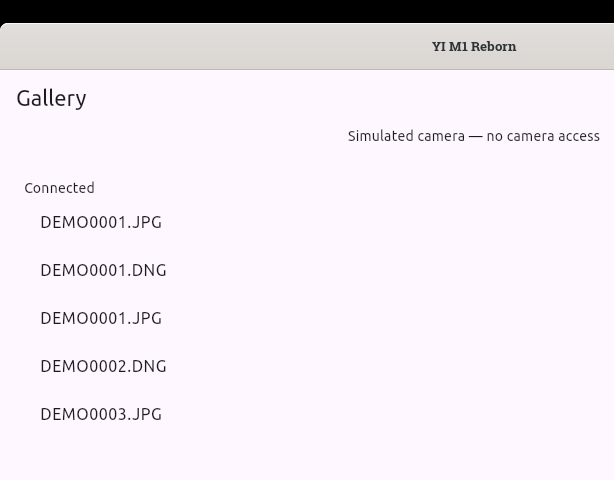 YI M1 Reborn
Gallery
Simulated camera — no camera access
Connected
DEMO0001.JPG
DEMO0001.DNG
DEMO0001.JPG
DEMO0002.DNG
DEMO0003.JPG